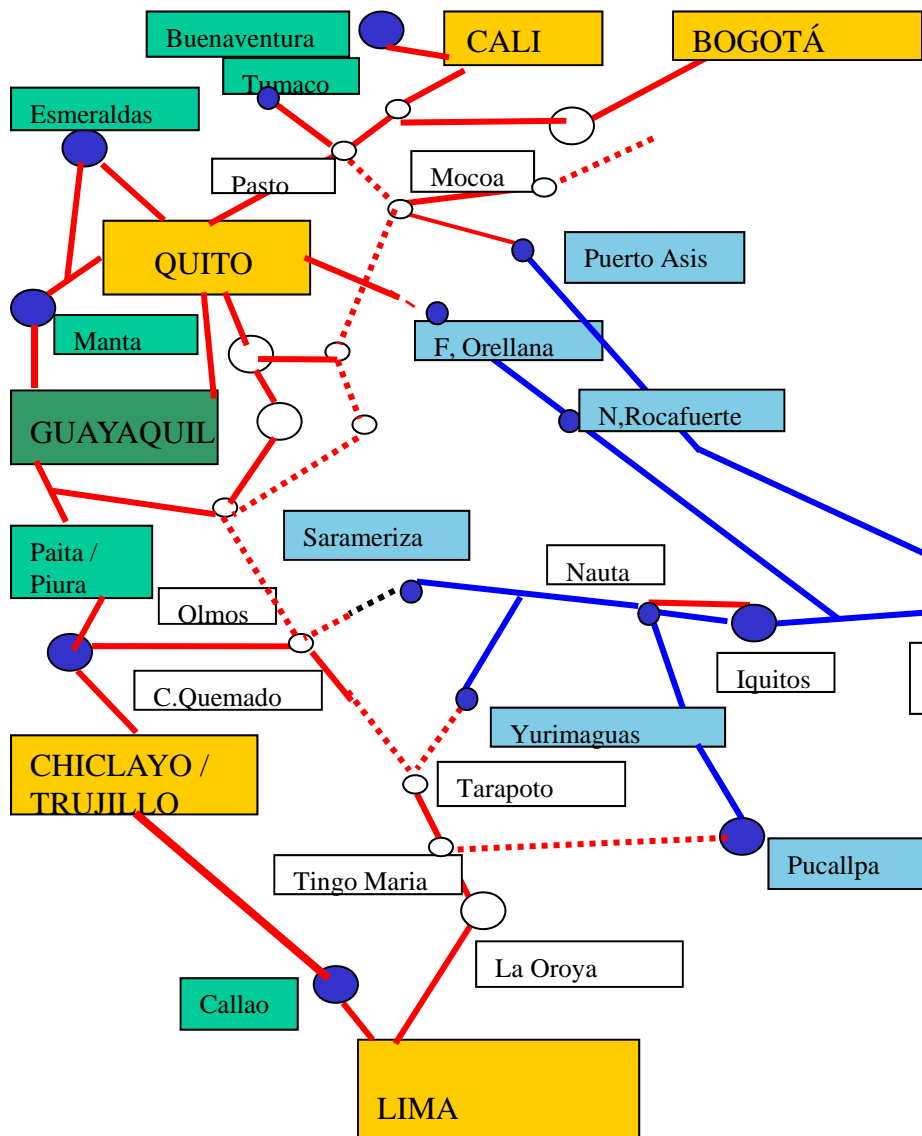 Buenaventura
CALI
BOGOTÁ
Tumaco
Esmeraldas
Pasto
Mocoa
QUITO
Puerto Asis
Manta
F, Orellana
GUAYAQUIL
N,Rocafuerte
Paita /
Piura
Sarameriza
Nauta
Olmos
C.Quemado
Iquitos
Yurimaguas
CHICLAYO /
TRUJILLO
Tarapoto
Tingo Maria
Pucallpa
La Oroya
Callao
LIMA